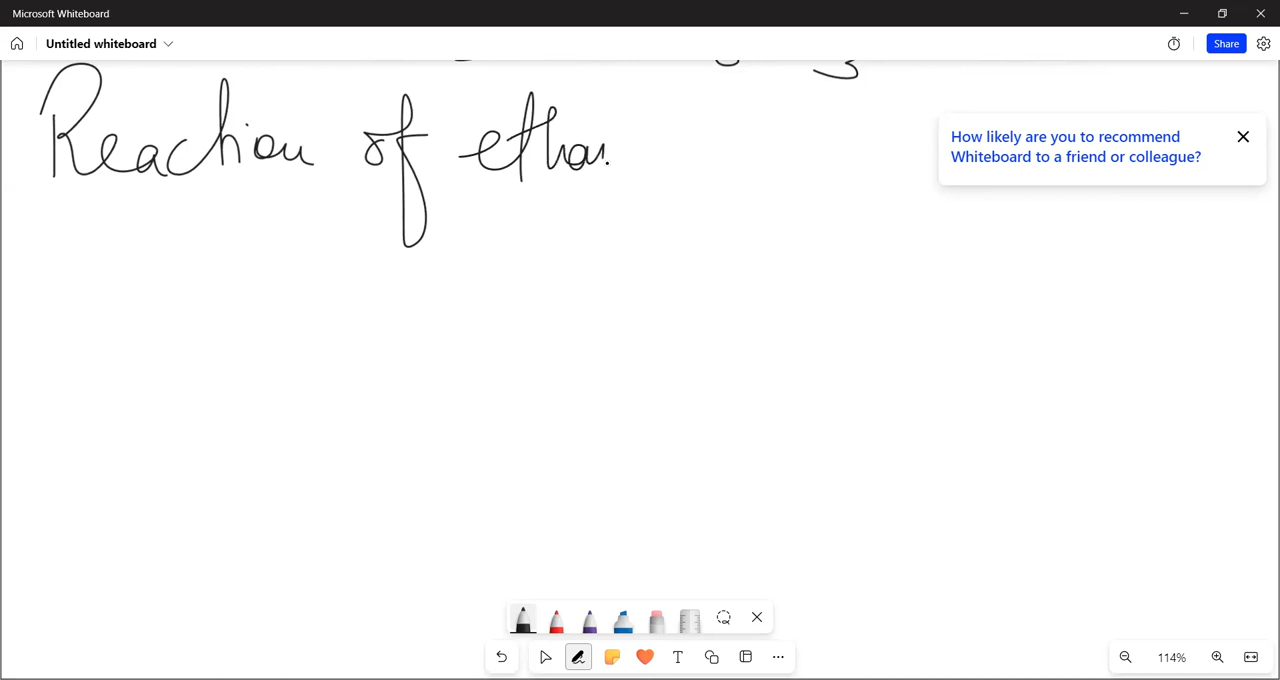 Microsoft Whiteboard
Untitled whiteboard
Share
Reaction of ethan
How likely are you to recommend
Whiteboard to a friend or colleague?
T
114%